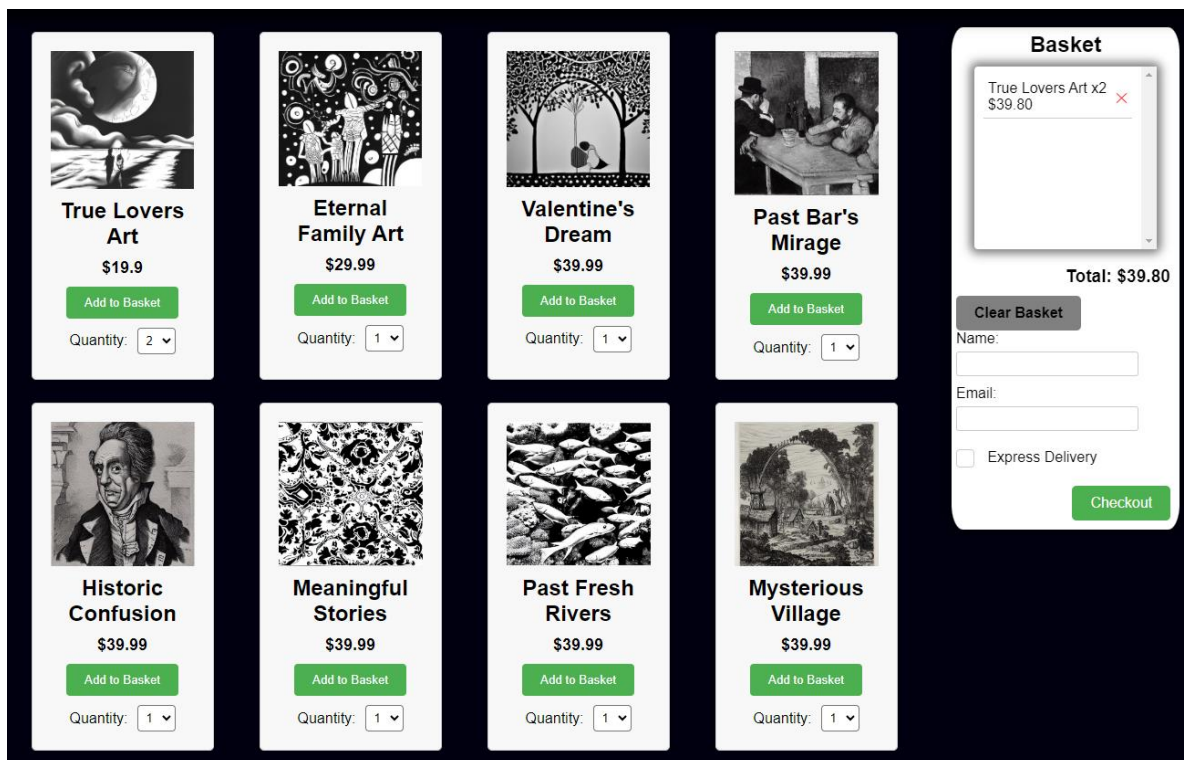 True Lovers
Art
$19.9
Add to Basket
Quantity: 2
Eternal
Family Art
$29.99
Add to Basket
Quantity: 1
Valentine's
Dream
$39.99
Add to Basket
Quantity: 1
Past Bar's
Mirage
$39.99
Add to Basket
Quantity: 1
Historic
Confusion
$39.99
Add to Basket
Quantity: 1
Meaningful
Stories
$39.99
Add to Basket
Quantity: 1
Past Fresh
Rivers
$39.99
Add to Basket
Quantity: 1
Mysterious
Village
$39.99
Add to Basket
Quantity: 1
Basket
True Lovers Art x2
$39.80
Total: $39.80
Clear Basket
Name:
Email:
Express Delivery
Checkout